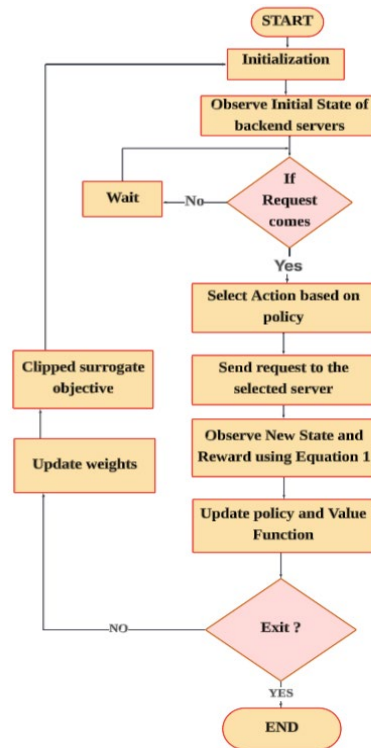 START
Initialization
Observe Initial State of
backend servers
If
Request
comes
No
Wait
Yes
Select Action based on
policy
Send request to the
selected server
Observe New State and
Reward using Equation 1
Update policy and Value
Function
Exit ?
NO
Update weights
Clipped surrogate
objective
YES
END